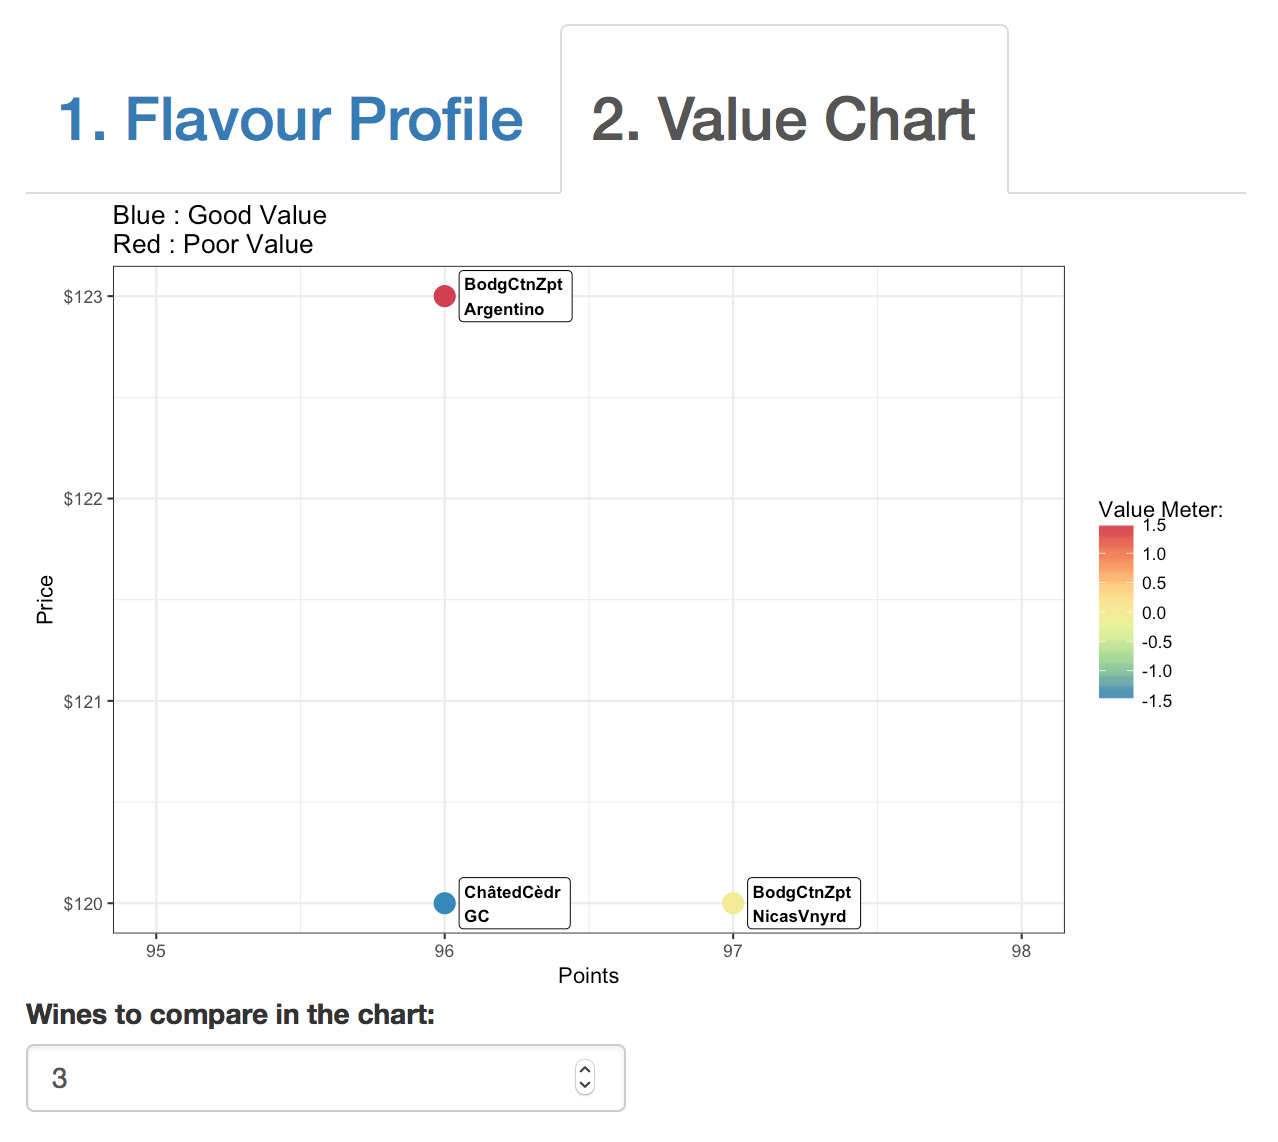 1. Flavour Profile
2. Value Chart
Blue : Good Value
Red : Poor Value
$123
$122
$121
$120
Price
BodgCtnZpt
Argentino
ChâtedCèdr
GC
BodgCtnZpt
NicasVnyrd
95
96
97
98
Points
Value Meter:
1.5
1.0
0.5
0.0
-0.5
-1.0
-1.5
Wines to compare in the chart:
3